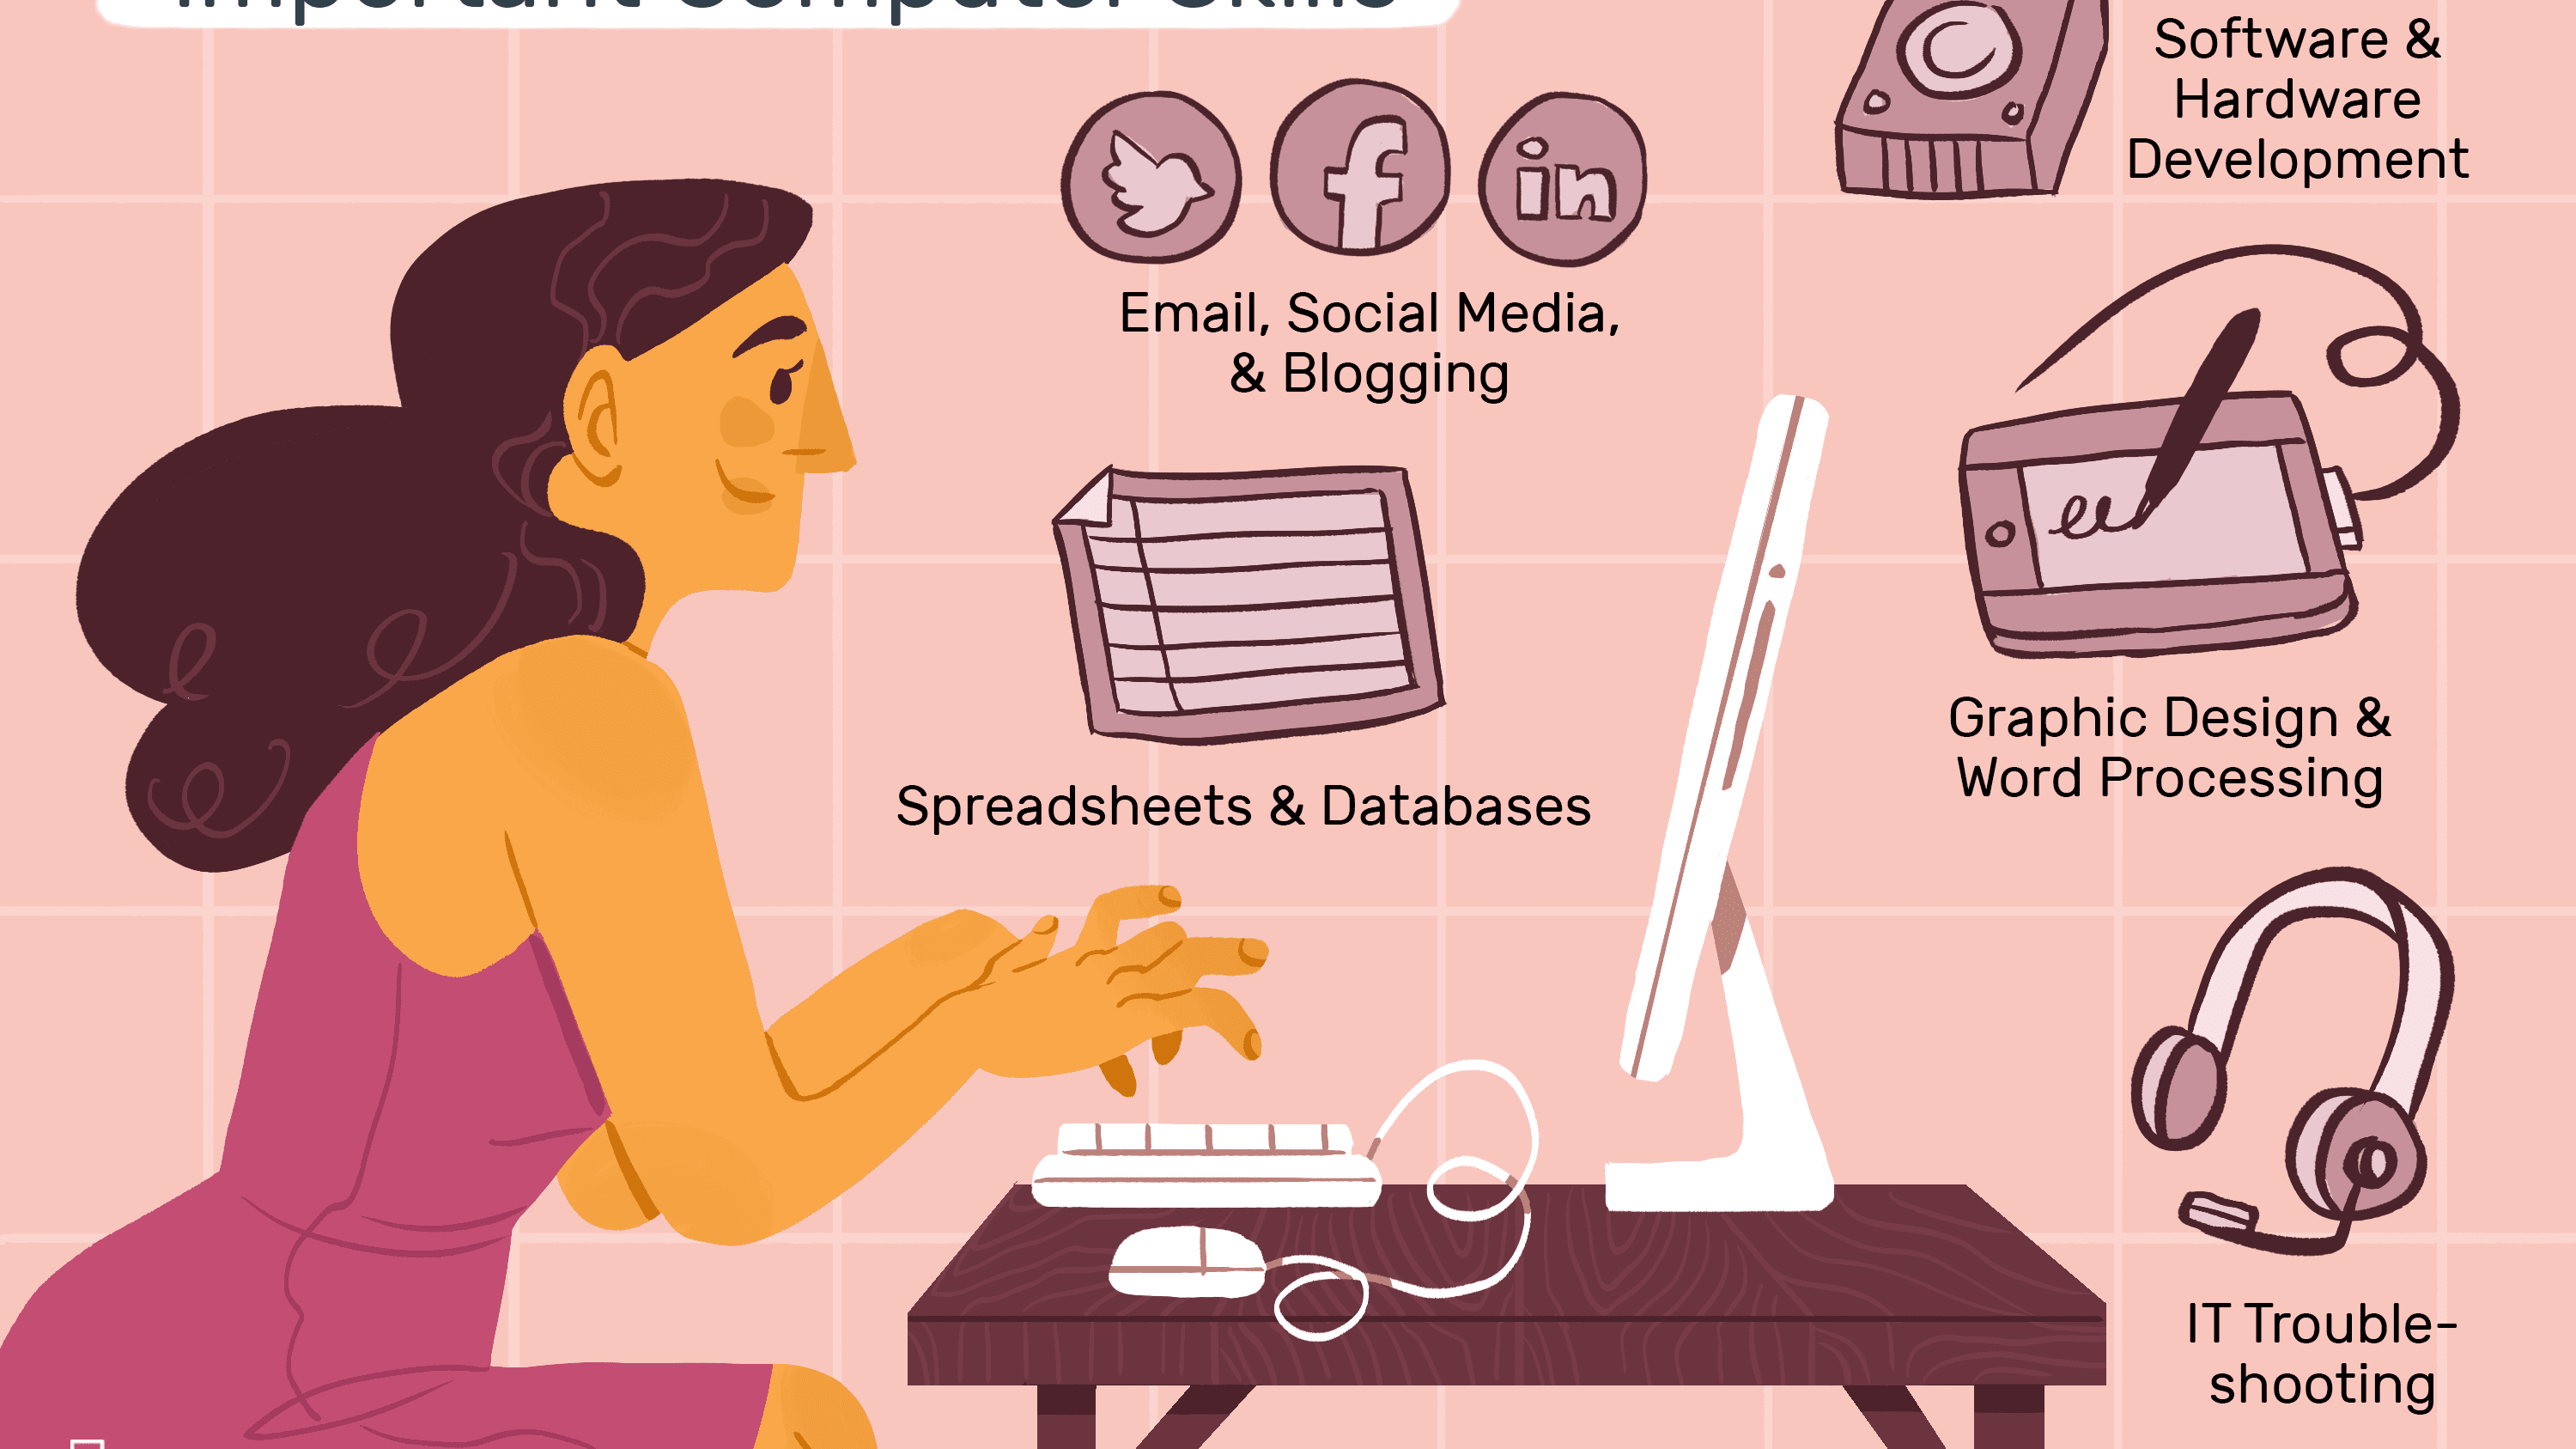 Important Computer Skills
Software &
Hardware
Development
in
Email, Social Media,
& Blogging
Spreadsheets & Databases
Graphic Design &
Word Processing
IT Trouble-
shooting